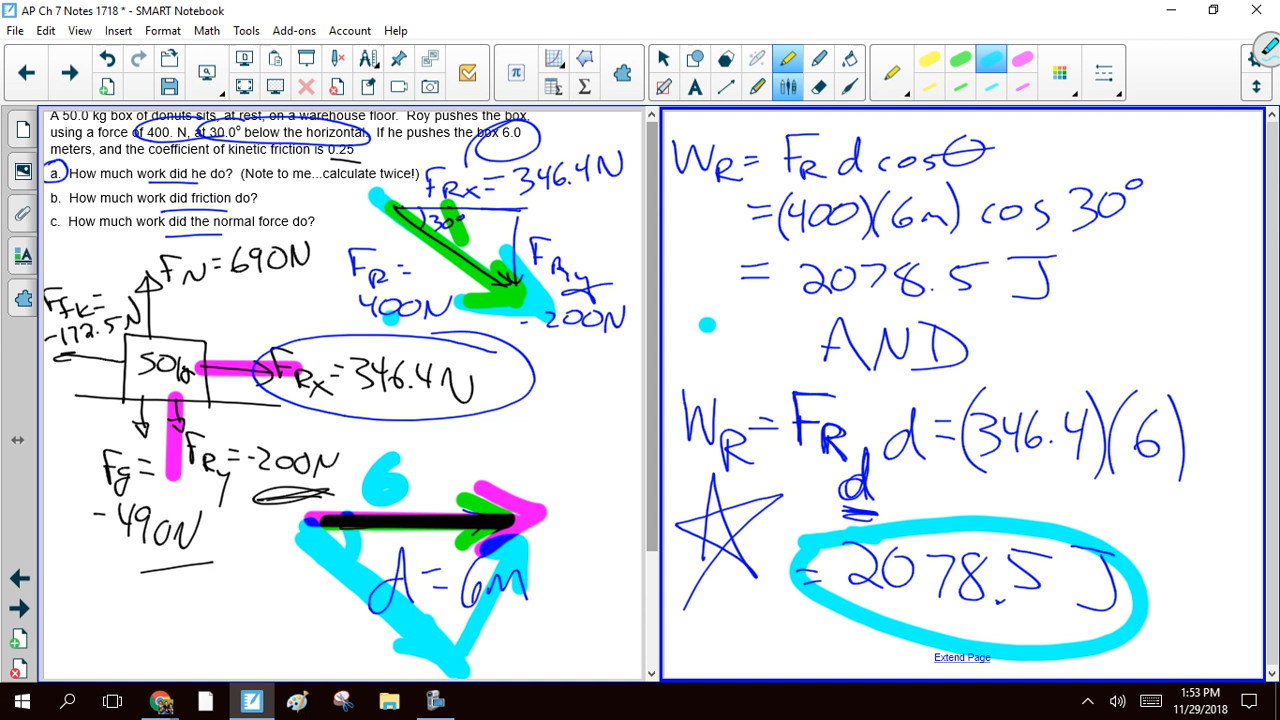 AP Ch 7 Notes 1718 * - SMART Notebook
File Edit View Insert Format Math Tools Add-ons Account Help
A 50.0 kg box of donuts sits, at rest, on a warehouse floor. Roy pushes the box,
using a force of 400. N, at 30.0° below the horizontal. If he pushes the box 6.0
meters, and the coefficient of kinetic friction is 0.25
a. How much work did he do? (Note to me...calculate twice!)
b. How much work did friction do?
c. How much work did the normal force do?
FRx = 346.4N
30°
FR =
400N
FRy
-200N
FN = 690N
Ffk =
-172.5N
50kg
FRx = 346.4N
FRy = -200N
Fg =
-490N
6
d = 6m
WR = FR d cosθ
=(400)(6m) cos 30°
= 2078.5 J
AND
WR = FR d = (346.4)(6)
d
= 2078.5 J
Extend Page
1:53 PM
11/29/2018